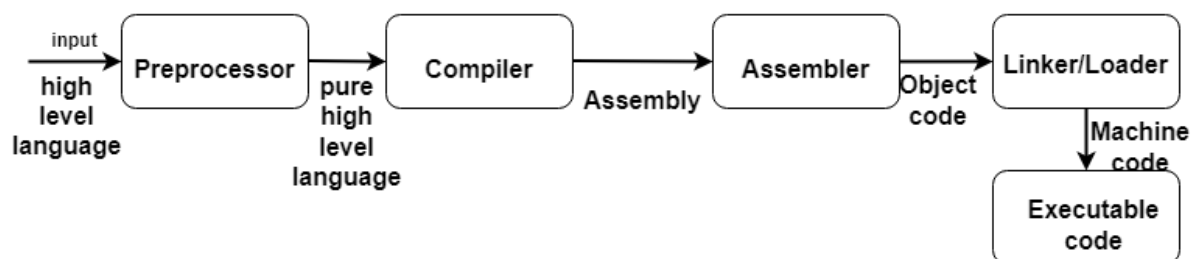 input
high
level
language
Preprocessor
pure
high
level
language
Compiler
Assembly
Assembler
Object
code
Linker/Loader
Machine
code
Executable
code